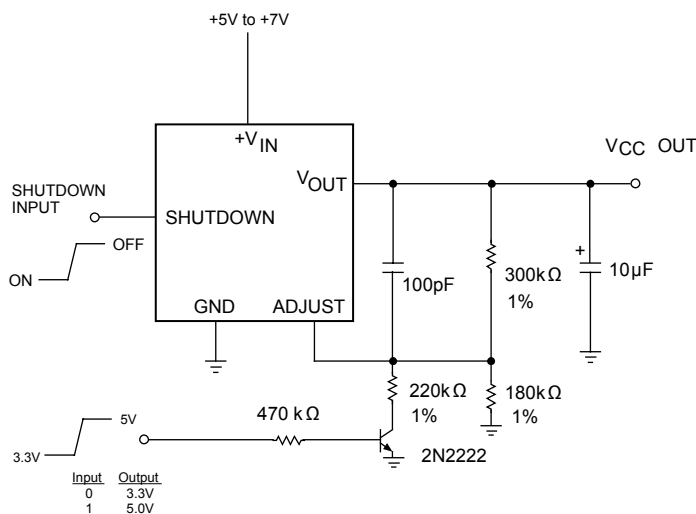 +5V to +7V
+VIN
VOUT
VCC OUT
SHUTDOWN
INPUT
SHUTDOWN
OFF
ON
GND
ADJUST
100pF
300kΩ
1%
+
10µF
220kΩ
1%
180kΩ
1%
470 kΩ
2N2222
5V
3.3V
Input Output
0 3.3V
1 5.0V